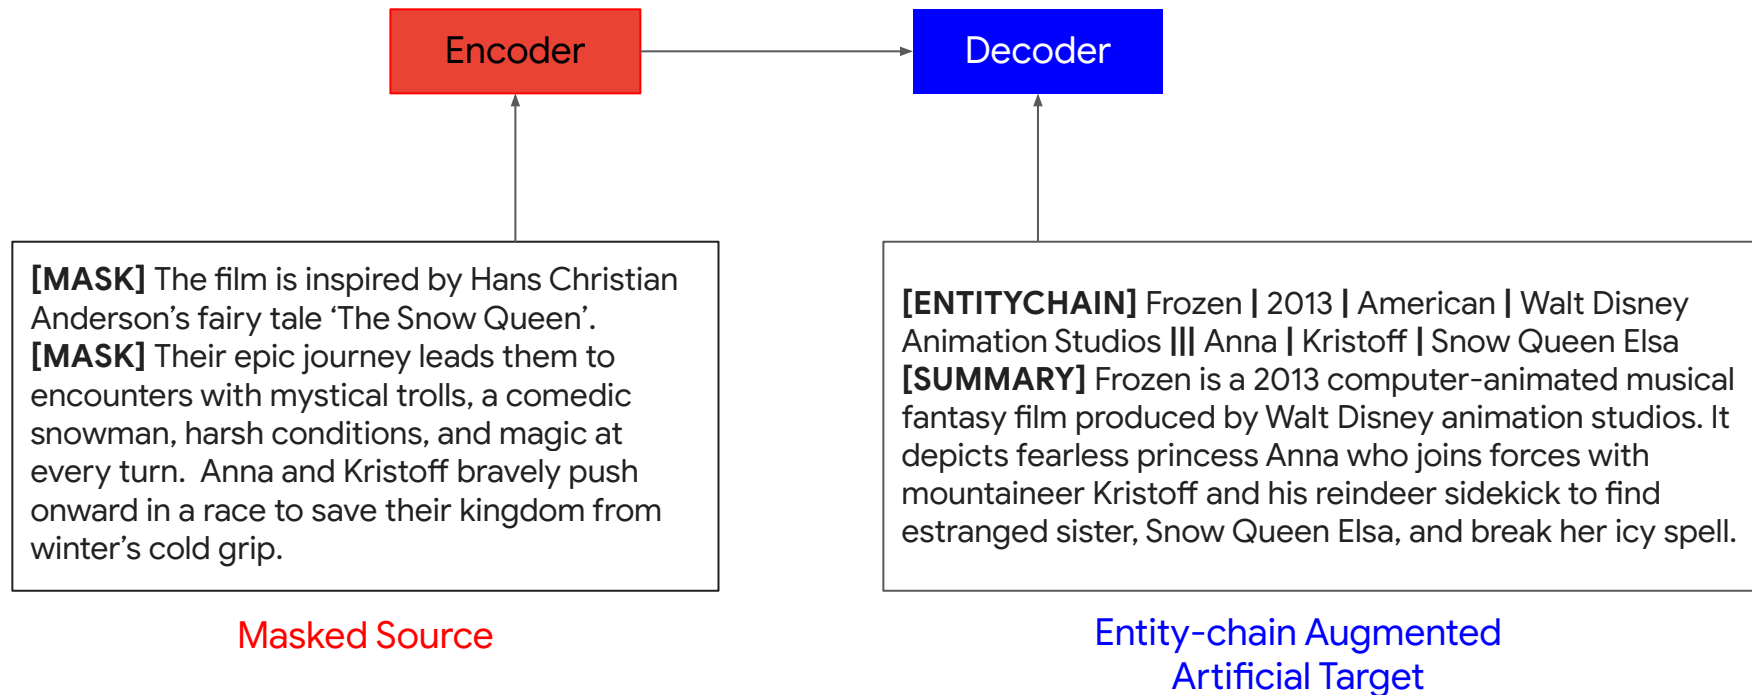 Encoder
Decoder
[MASK] The film is inspired by Hans Christian
Anderson’s fairy tale ‘The Snow Queen’.
[MASK] Their epic journey leads them to
encounters with mystical trolls, a comedic
snowman, harsh conditions, and magic at
every turn.  Anna and Kristoff bravely push
onward in a race to save their kingdom from
winter’s cold grip.
Masked Source
[ENTITYCHAIN] Frozen | 2013 | American | Walt Disney
Animation Studios ||| Anna | Kristoff | Snow Queen Elsa
[SUMMARY] Frozen is a 2013 computer-animated musical
fantasy film produced by Walt Disney animation studios. It
depicts fearless princess Anna who joins forces with
mountaineer Kristoff and his reindeer sidekick to find
estranged sister, Snow Queen Elsa, and break her icy spell.
Entity-chain Augmented
Artificial Target